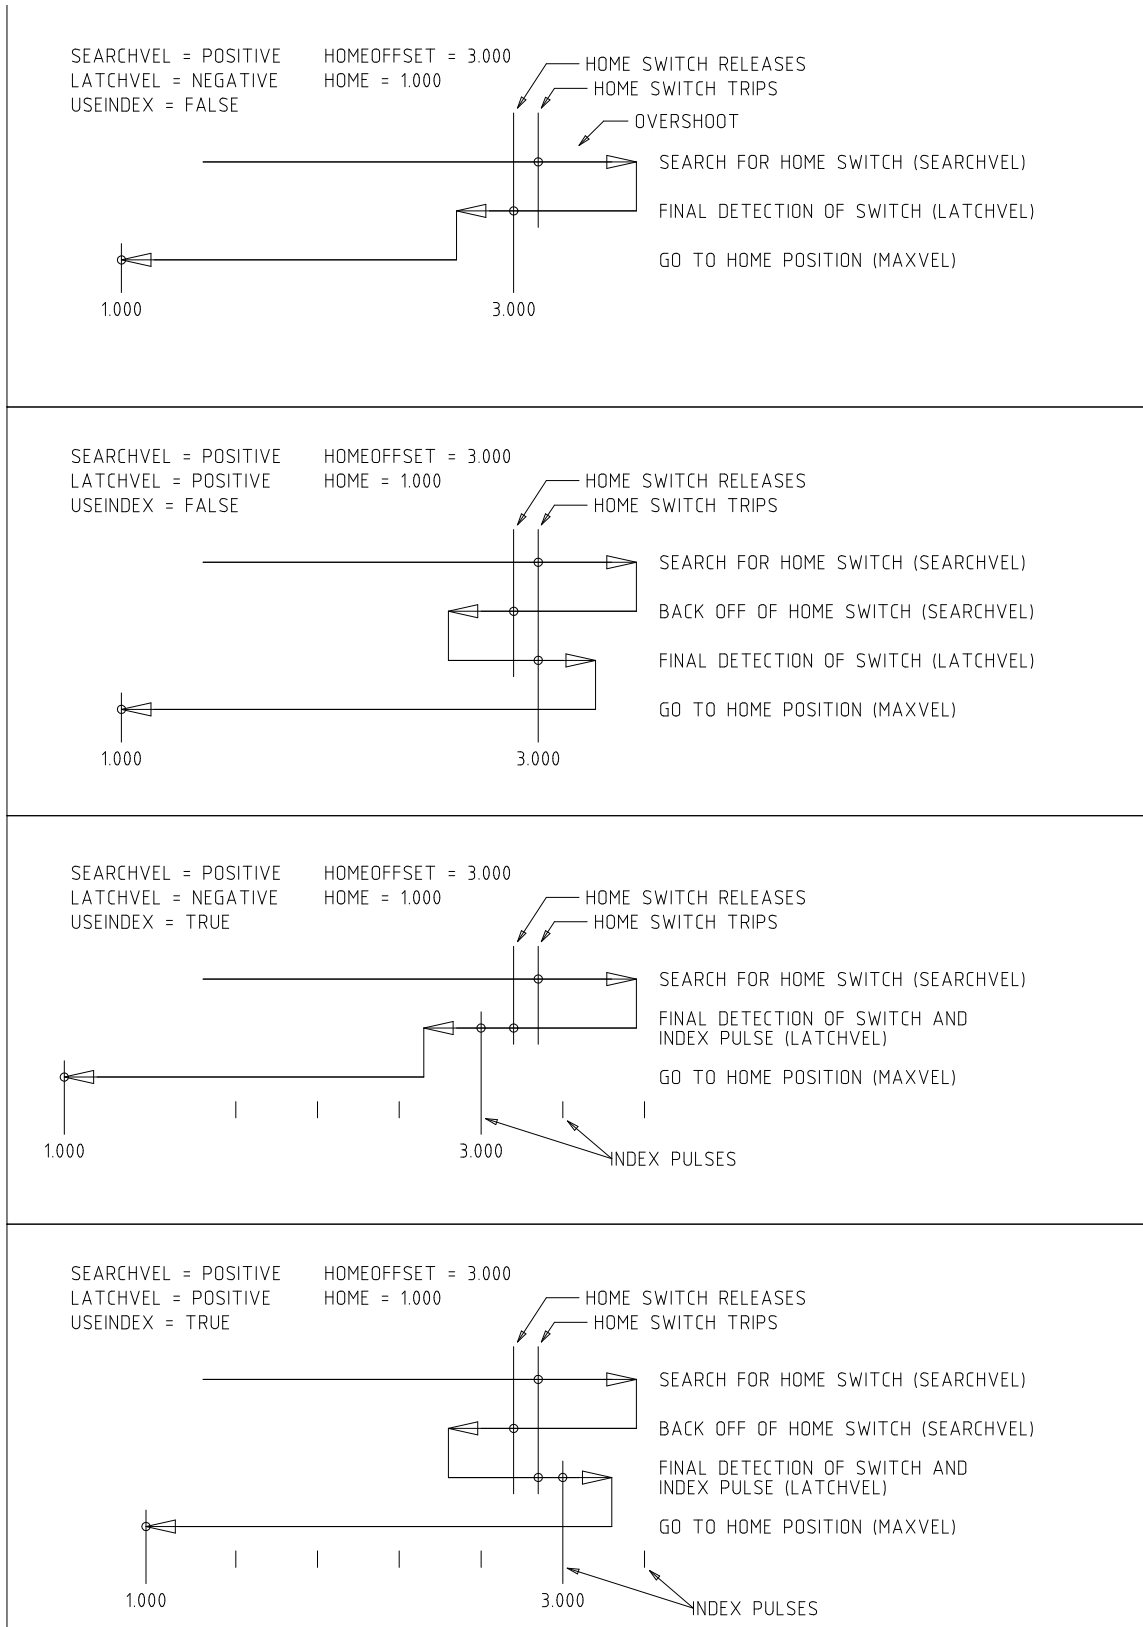 SEARCHVEL = POSITIVE HOMEOFFSET = 3.000
LATCHVEL = NEGATIVE HOME = 1.000
USEINDEX = FALSE
HOME SWITCH RELEASES
HOME SWITCH TRIPS
OVERSHOOT
SEARCH FOR HOME SWITCH (SEARCHVEL)
FINAL DETECTION OF SWITCH (LATCHVEL)
GO TO HOME POSITION (MAXVEL)
1.000 3.000
SEARCHVEL = POSITIVE HOMEOFFSET = 3.000
LATCHVEL = POSITIVE HOME = 1.000
USEINDEX = FALSE
HOME SWITCH RELEASES
HOME SWITCH TRIPS
SEARCH FOR HOME SWITCH (SEARCHVEL)
BACK OFF OF HOME SWITCH (SEARCHVEL)
FINAL DETECTION OF SWITCH (LATCHVEL)
GO TO HOME POSITION (MAXVEL)
1.000 3.000
SEARCHVEL = POSITIVE HOMEOFFSET = 3.000
LATCHVEL = NEGATIVE HOME = 1.000
USEINDEX = TRUE
HOME SWITCH RELEASES
HOME SWITCH TRIPS
SEARCH FOR HOME SWITCH (SEARCHVEL)
FINAL DETECTION OF SWITCH AND
INDEX PULSE (LATCHVEL)
GO TO HOME POSITION (MAXVEL)
1.000 3.000
INDEX PULSES
SEARCHVEL = POSITIVE HOMEOFFSET = 3.000
LATCHVEL = POSITIVE HOME = 1.000
USEINDEX = TRUE
HOME SWITCH RELEASES
HOME SWITCH TRIPS
SEARCH FOR HOME SWITCH (SEARCHVEL)
BACK OFF OF HOME SWITCH (SEARCHVEL)
FINAL DETECTION OF SWITCH AND
INDEX PULSE (LATCHVEL)
GO TO HOME POSITION (MAXVEL)
1.000 3.000
INDEX PULSES